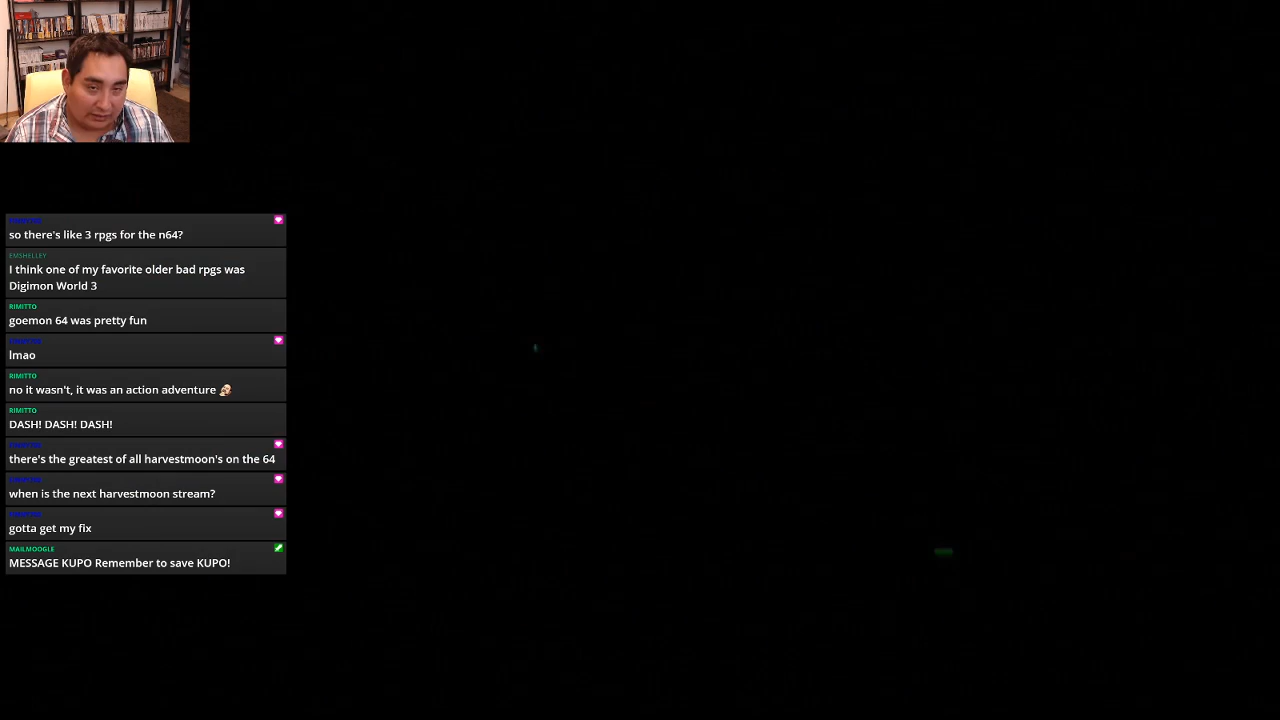 so there's like 3 rpgs for the n64?
EMSHELLEY
I think one of my favorite older bad rpgs was
Digimon World 3
RIMITTO
goemon 64 was pretty fun
lmao
RIMITTO
no it wasn't, it was an action adventure
RIMITTO
DASH! DASH! DASH!
there's the greatest of all harvestmoon's on the 64
when is the next harvestmoon stream?
gotta get my fix
MAILMOOGLE
MESSAGE KUPO Remember to save KUPO!